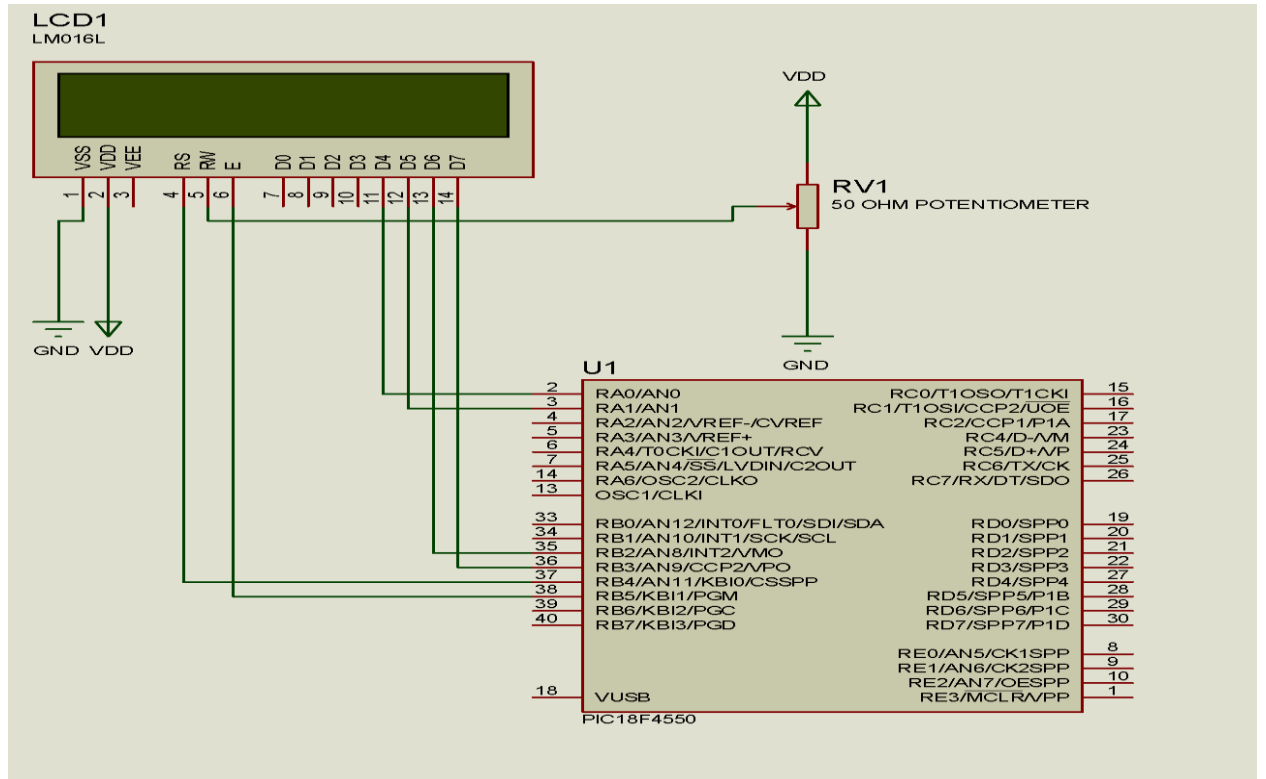 LCD1
LM016L
VSS VDD VEE RS RW E D0 D1 D2 D3 D4 D5 D6 D7
1 2 3 4 5 6 7 8 9 10 11 12 13 14
GND VDD
VDD
RV1
50 OHM POTENTIOMETER
GND
U1
2 RA0/AN0 RC0/T1OSO/T1CKI 15
3 RA1/AN1 RC1/T1OSI/CCP2/UOE 16
4 RA2/AN2/VREF-/CVREF RC2/CCP1/P1A 17
5 RA3/AN3/VREF+ RC4/D-/VM 23
6 RA4/T0CKI/C1OUT/RCV RC5/D+/VP 24
7 RA5/AN4/SS/LVDIN/C2OUT RC6/TX/CK 25
14 RA6/OSC2/CLKO RC7/RX/DT/SDO 26
13 OSC1/CLKI
33 RB0/AN12/INT0/FLT0/SDI/SDA RD0/SPP0 19
34 RB1/AN10/INT1/SCK/SCL RD1/SPP1 20
35 RB2/AN8/INT2/VMO RD2/SPP2 21
36 RB3/AN9/CCP2/VPO RD3/SPP3 22
37 RB4/AN11/KBI0/CSSPP RD4/SPP4 27
38 RB5/KBI1/PGM RD5/SPP5/P1B 28
39 RB6/KBI2/PGC RD6/SPP6/P1C 29
40 RB7/KBI3/PGD RD7/SPP7/P1D 30
RE0/AN5/CK1SPP 8
RE1/AN6/CK2SPP 9
RE2/AN7/OESPP 10
18 VUSB RE3/MCLR/VPP 1
PIC18F4550